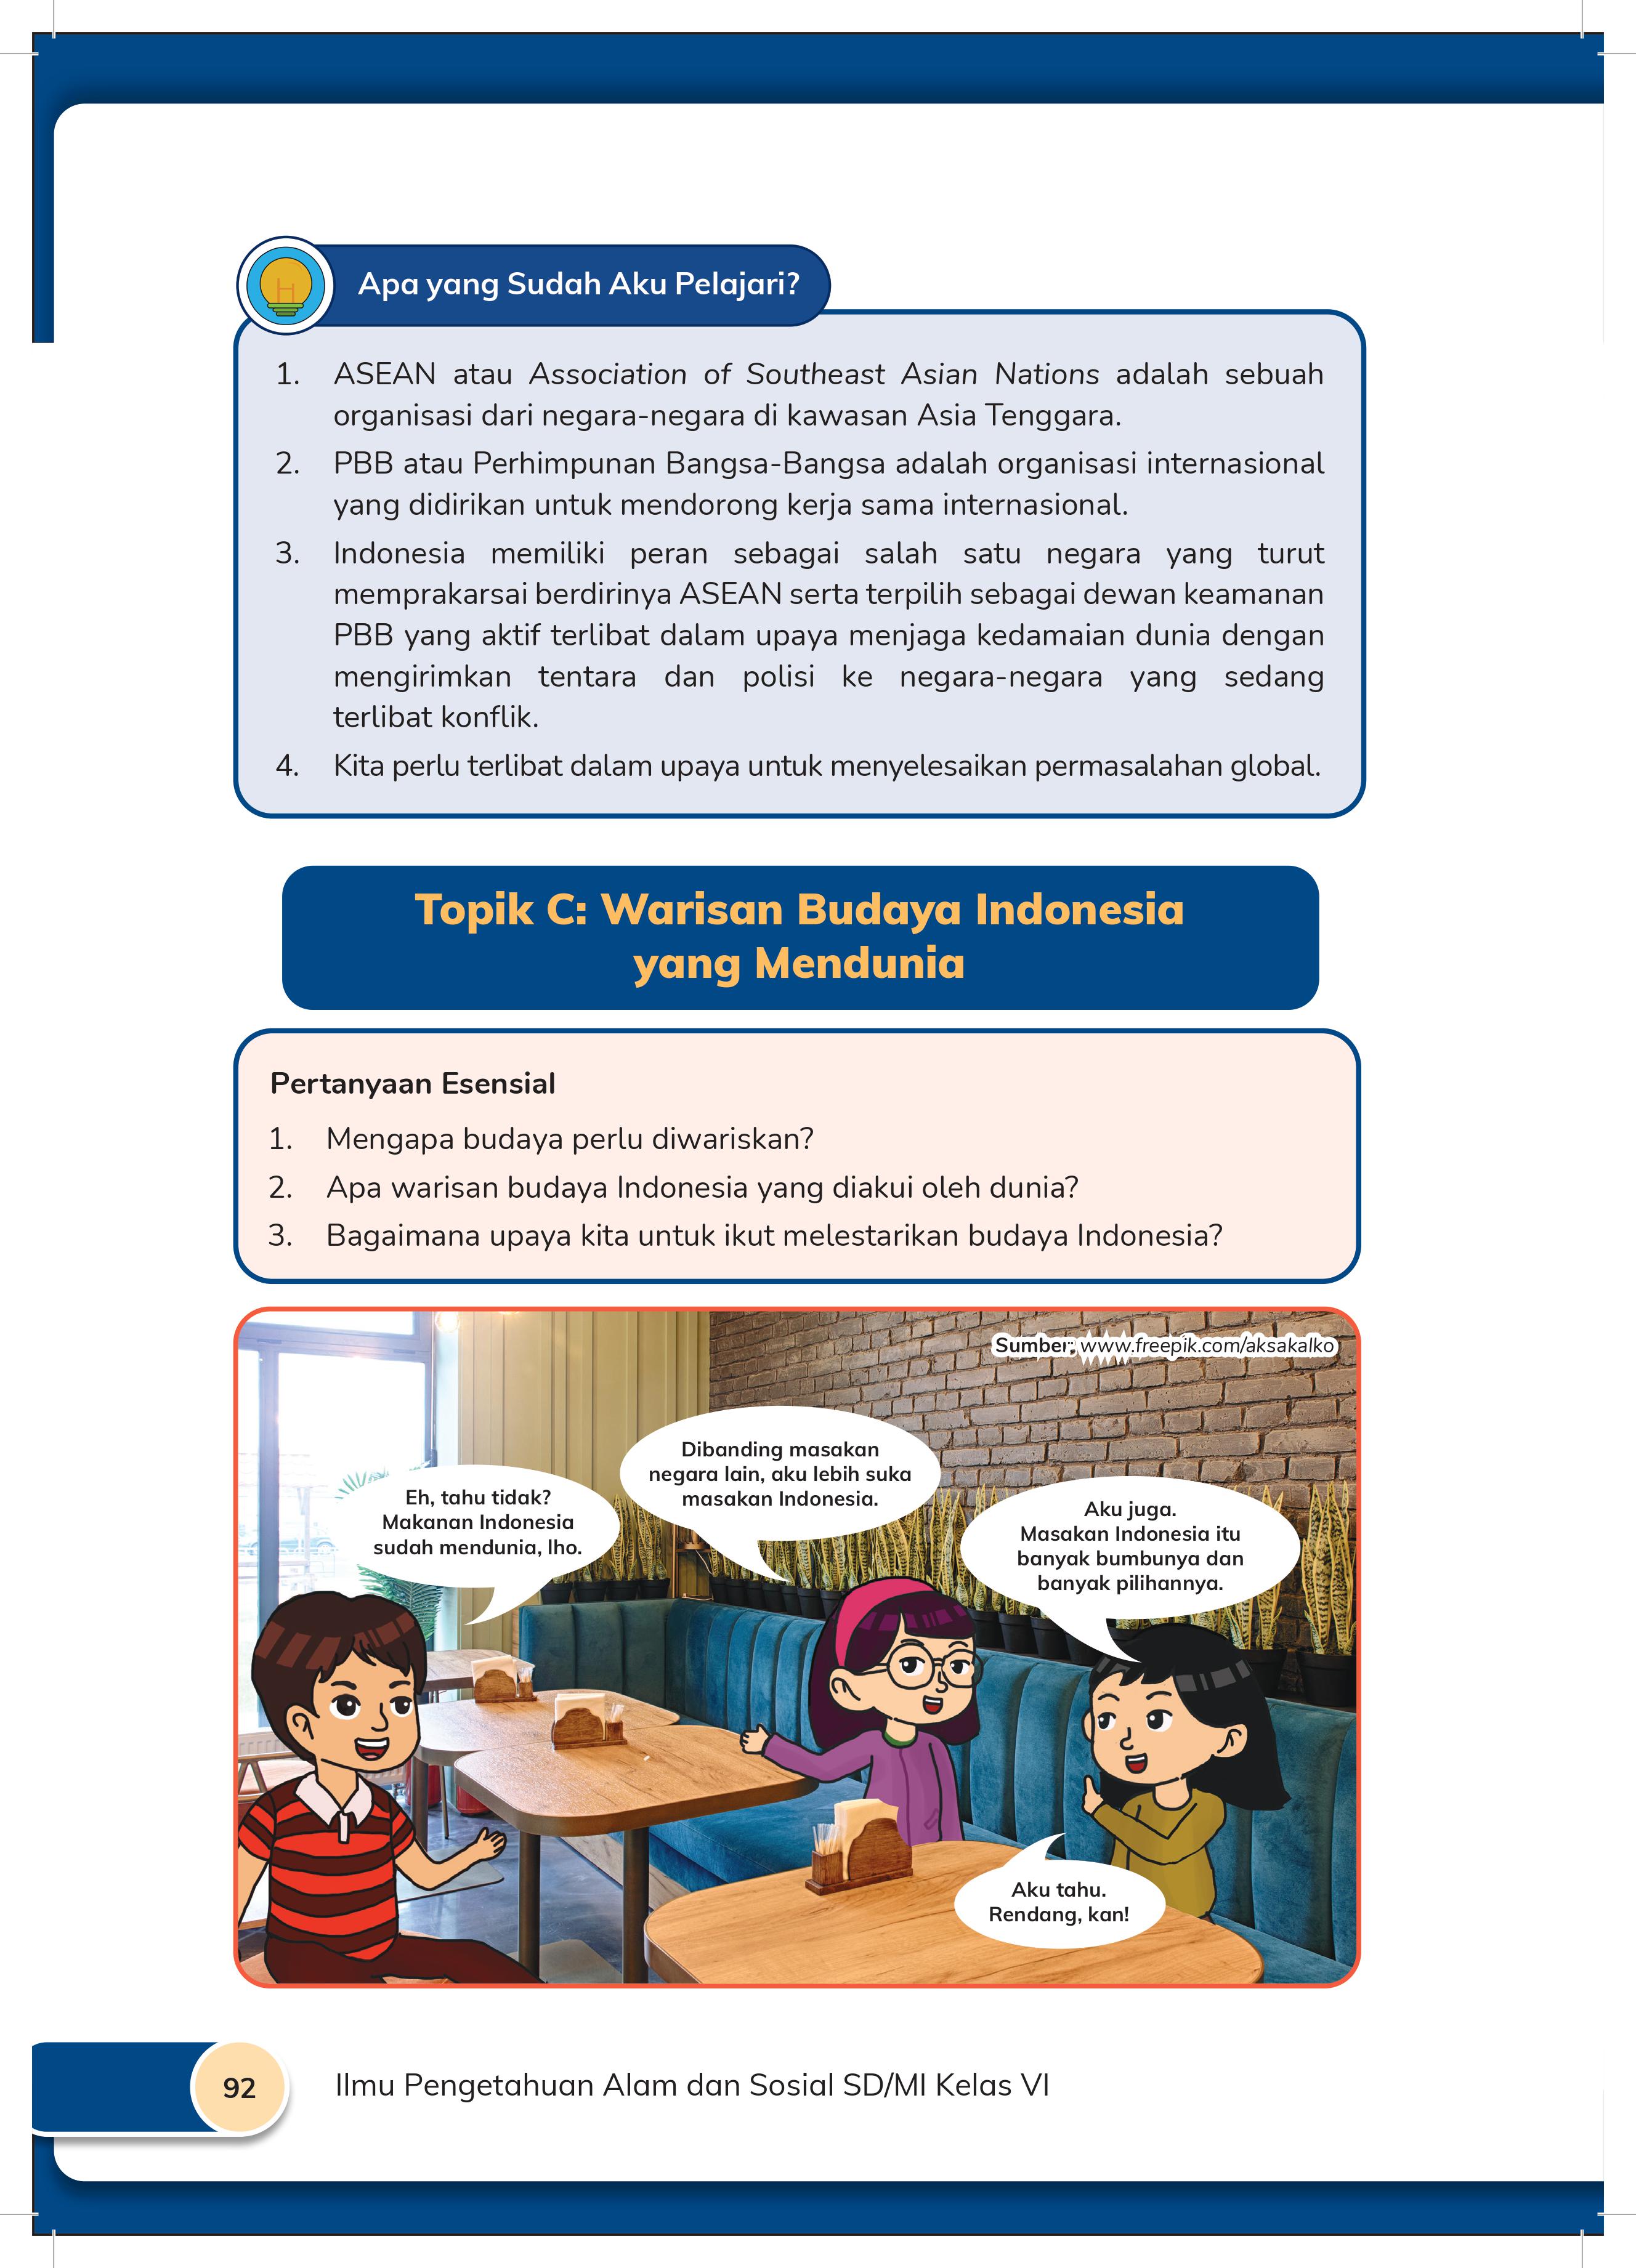 Apa yang Sudah Aku Pelajari?
1. ASEAN atau Association of Southeast Asian Nations adalah sebuah
organisasi dari negara-negara di kawasan Asia Tenggara.
2. PBB atau Perhimpunan Bangsa-Bangsa adalah organisasi internasional
yang didirikan untuk mendorong kerja sama internasional.
3. Indonesia memiliki peran sebagai salah satu negara yang turut
memprakarsai berdirinya ASEAN serta terpilih sebagai dewan keamanan
PBB yang aktif terlibat dalam upaya menjaga kedamaian dunia dengan
mengirimkan tentara dan polisi ke negara-negara yang sedang
terlibat konflik.
4. Kita perlu terlibat dalam upaya untuk menyelesaikan permasalahan global.
Topik C: Warisan Budaya Indonesia
yang Mendunia
Pertanyaan Esensial
1. Mengapa budaya perlu diwariskan?
2. Apa warisan budaya Indonesia yang diakui oleh dunia?
3. Bagaimana upaya kita untuk ikut melestarikan budaya Indonesia?
Sumber: www.freepik.com/aksakalko
Eh, tahu tidak?
Makanan Indonesia
sudah mendunia, lho.
Dibanding masakan
negara lain, aku lebih suka
masakan Indonesia.
Aku juga.
Masakan Indonesia itu
banyak bumbunya dan
banyak pilihannya.
Aku tahu.
Rendang, kan!
92
Ilmu Pengetahuan Alam dan Sosial SD/MI Kelas VI